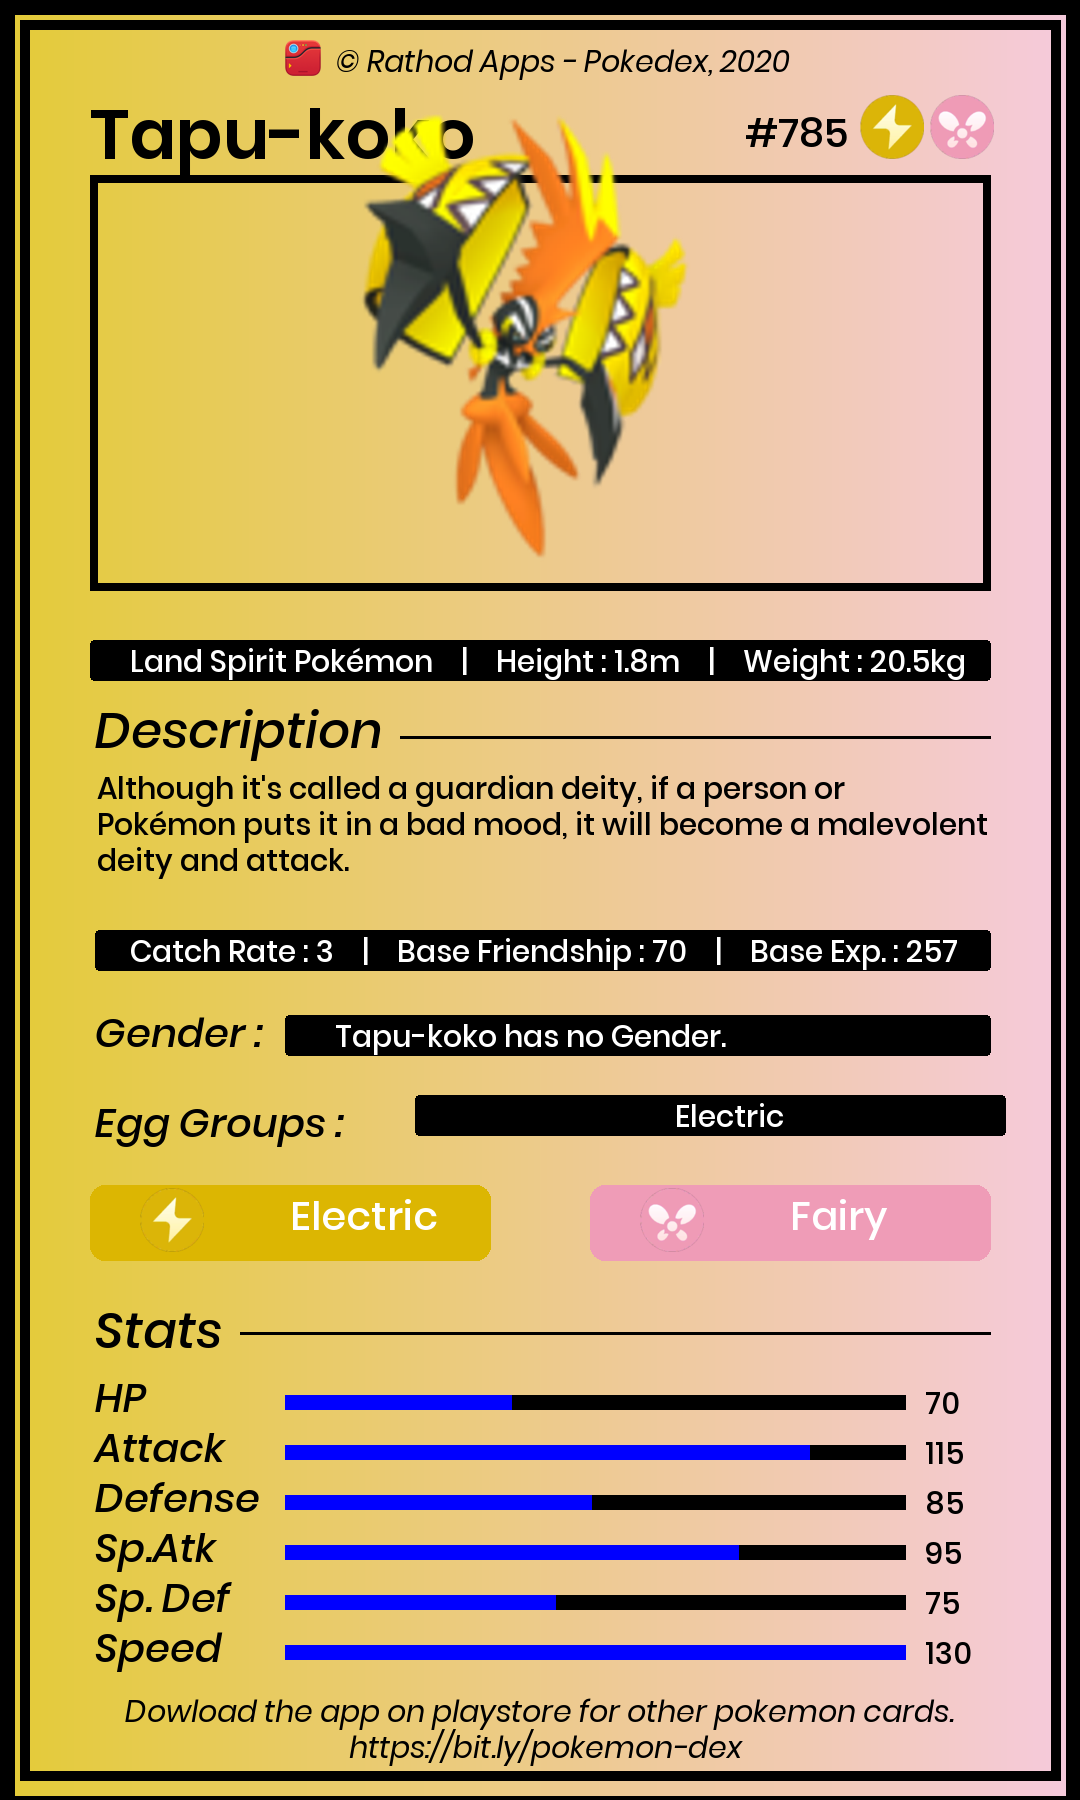 © Rathod Apps - Pokedex, 2020
Tapu-koko #785
Land Spirit Pokémon | Height : 1.8m | Weight : 20.5kg
Description
Although it's called a guardian deity, if a person or
Pokémon puts it in a bad mood, it will become a malevolent
deity and attack.
Catch Rate : 3 | Base Friendship : 70 | Base Exp. : 257
Gender : Tapu-koko has no Gender.
Egg Groups : Electric
Electric Fairy
Stats
HP 70
Attack 115
Defense 85
Sp.Atk 95
Sp. Def 75
Speed 130
Dowload the app on playstore for other pokemon cards.
https://bit.ly/pokemon-dex